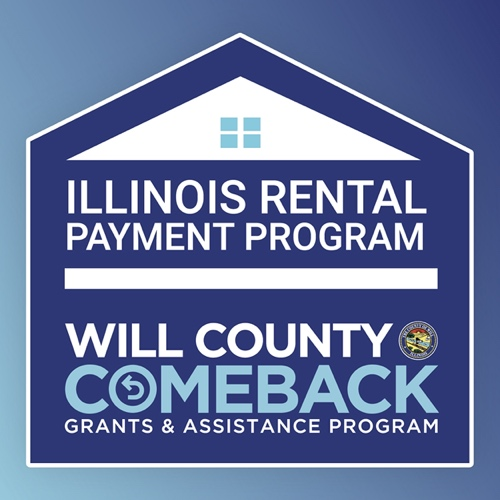 ILLINOIS RENTAL
PAYMENT PROGRAM
WILL COUNTY
COMEBACK
GRANTS & ASSISTANCE PROGRAM